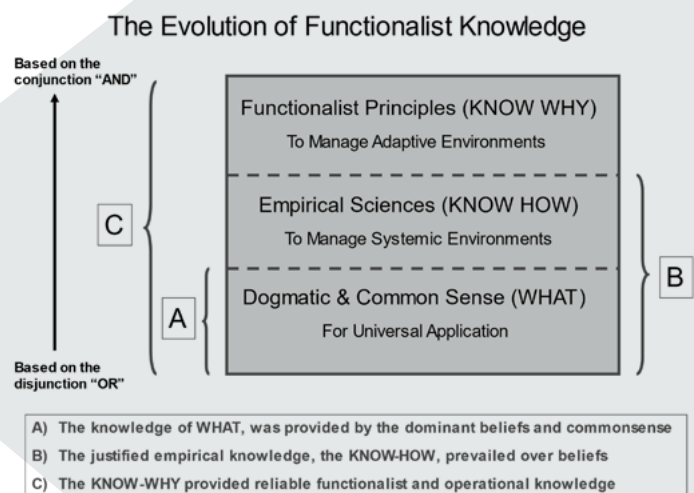 The Evolution of Functionalist Knowledge
Based on the
conjunction “AND”
Functionalist Principles (KNOW WHY)
To Manage Adaptive Environments
C
Empirical Sciences (KNOW HOW)
To Manage Systemic Environments
B
A
Dogmatic & Common Sense (WHAT)
For Universal Application
Based on the
disjunction “OR”
A) The knowledge of WHAT, was provided by the dominant beliefs and commonsense
B) The justified empirical knowledge, the KNOW-HOW, prevailed over beliefs
C) The KNOW-WHY provided reliable functionalist and operational knowledge